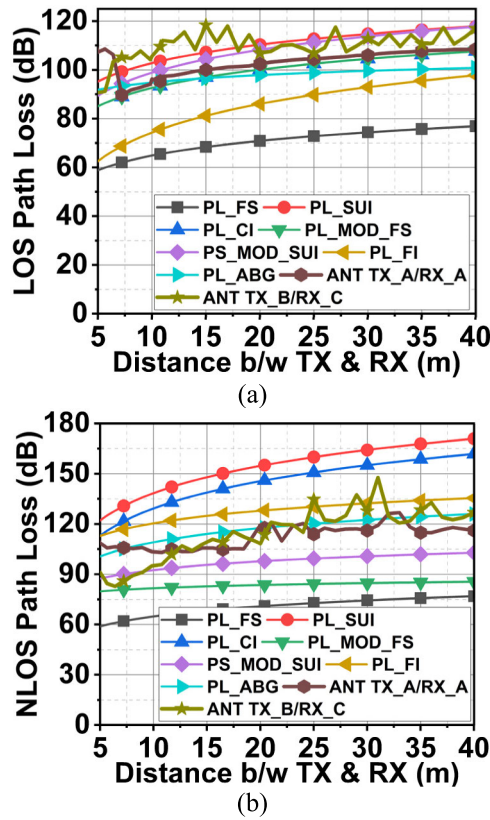 LOS Path Loss (dB)
120
100
80
60
40
20
0
PL_FS PL_SUI
PL_CI PL_MOD_FS
PS_MOD_SUI PL_FI
PL_ABG ANT TX_A/RX_A
ANT TX_B/RX_C
5 10 15 20 25 30 35 40
Distance b/w TX & RX (m)
(a)
NLOS Path Loss (dB)
180
150
120
90
60
30
0
PL_FS PL_SUI
PL_CI PL_MOD_FS
PS_MOD_SUI PL_FI
PL_ABG ANT TX_A/RX_A
ANT TX_B/RX_C
5 10 15 20 25 30 35 40
Distance b/w TX & RX (m)
(b)